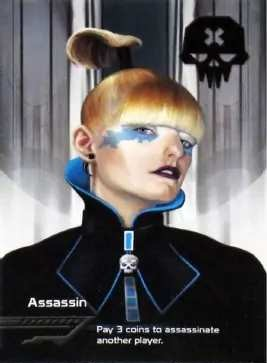 Assassin
Pay 3 coins to assassinate
another player.